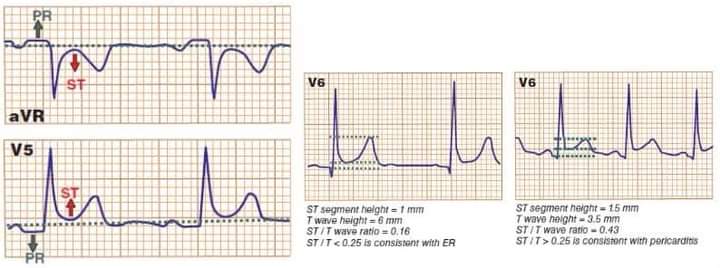 PR
ST
aVR
V5
ST
PR
V6
ST segment height = 1 mm
T wave height = 6 mm
ST / T wave ratio = 0.16
ST / T < 0.25 is consistent with ER
V6
ST segment height = 1.5 mm
T wave height = 3.5 mm
ST / T wave ratio = 0.43
ST / T > 0.25 is consistent with pericarditis